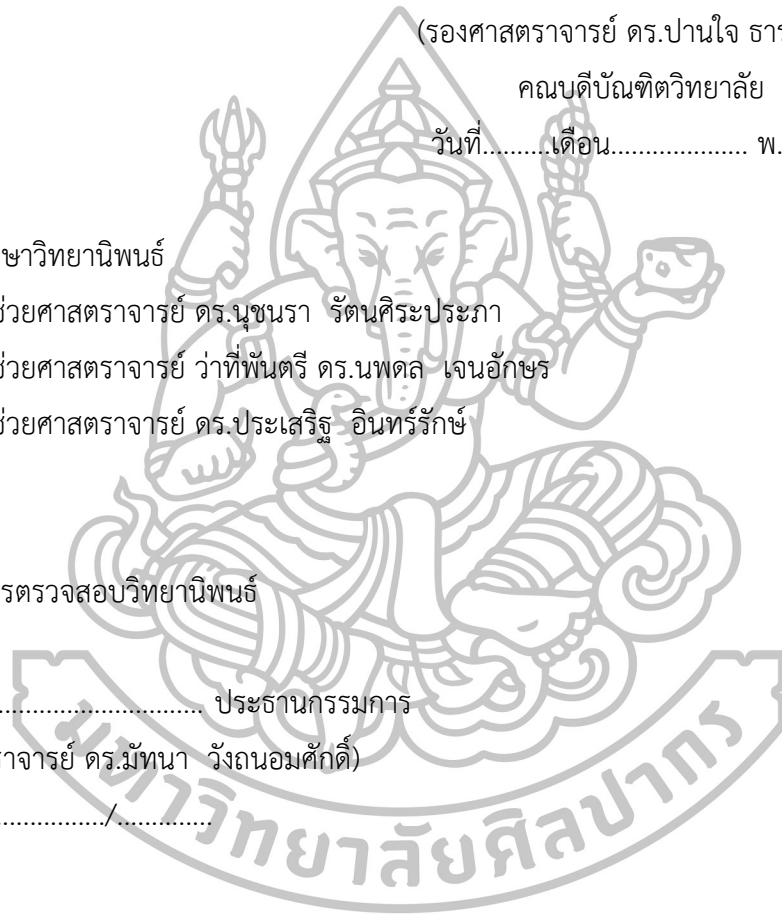 (รองศาสตราจารย์ ดร.ปานใจ
คณบดีบัณฑิตวิทยาลัย
วันที่..........เดือน.................... พ.
ษาวิทยานิพนธ์
ช่วยศาสตราจารย์ ดร.นุชนรา รัตนศิระประภา
ช่วยศาสตราจารย์ ว่าที่พันตรี ดร.นพดล เจนอักษร
ช่วยศาสตราจารย์ ดร.ประเสริฐ อินทร์รักษ์
รตรวจสอบวิทยานิพนธ์
............................... ประธานกรรมการ
ราจารย์ ดร.มัทนา วังถนอมศักดิ์)
................/..............
มหาวิทยาลัยศิลปากร